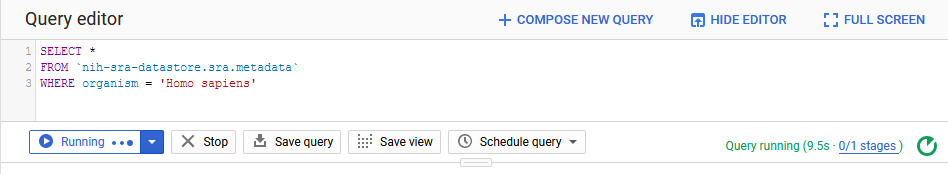 Query editor
+ COMPOSE NEW QUERY
HIDE EDITOR
FULL SCREEN
1 SELECT *
2 FROM `nih-sra-datastore.sra.metadata`
3 WHERE organism = 'Homo sapiens'
Running
Stop
Save query
Save view
Schedule query
Query running (9.5s · 0/1 stages )